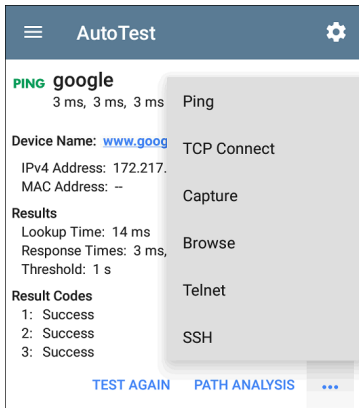 AutoTest
PING google
3 ms, 3 ms, 3 ms
Device Name: www.goog
IPv4 Address: 172.217.
MAC Address: --
Results
Lookup Time: 14 ms
Response Times: 3 ms,
Threshold: 1 s
Result Codes
1: Success
2: Success
3: Success
Ping
TCP Connect
Capture
Browse
Telnet
SSH
TEST AGAIN PATH ANALYSIS ...